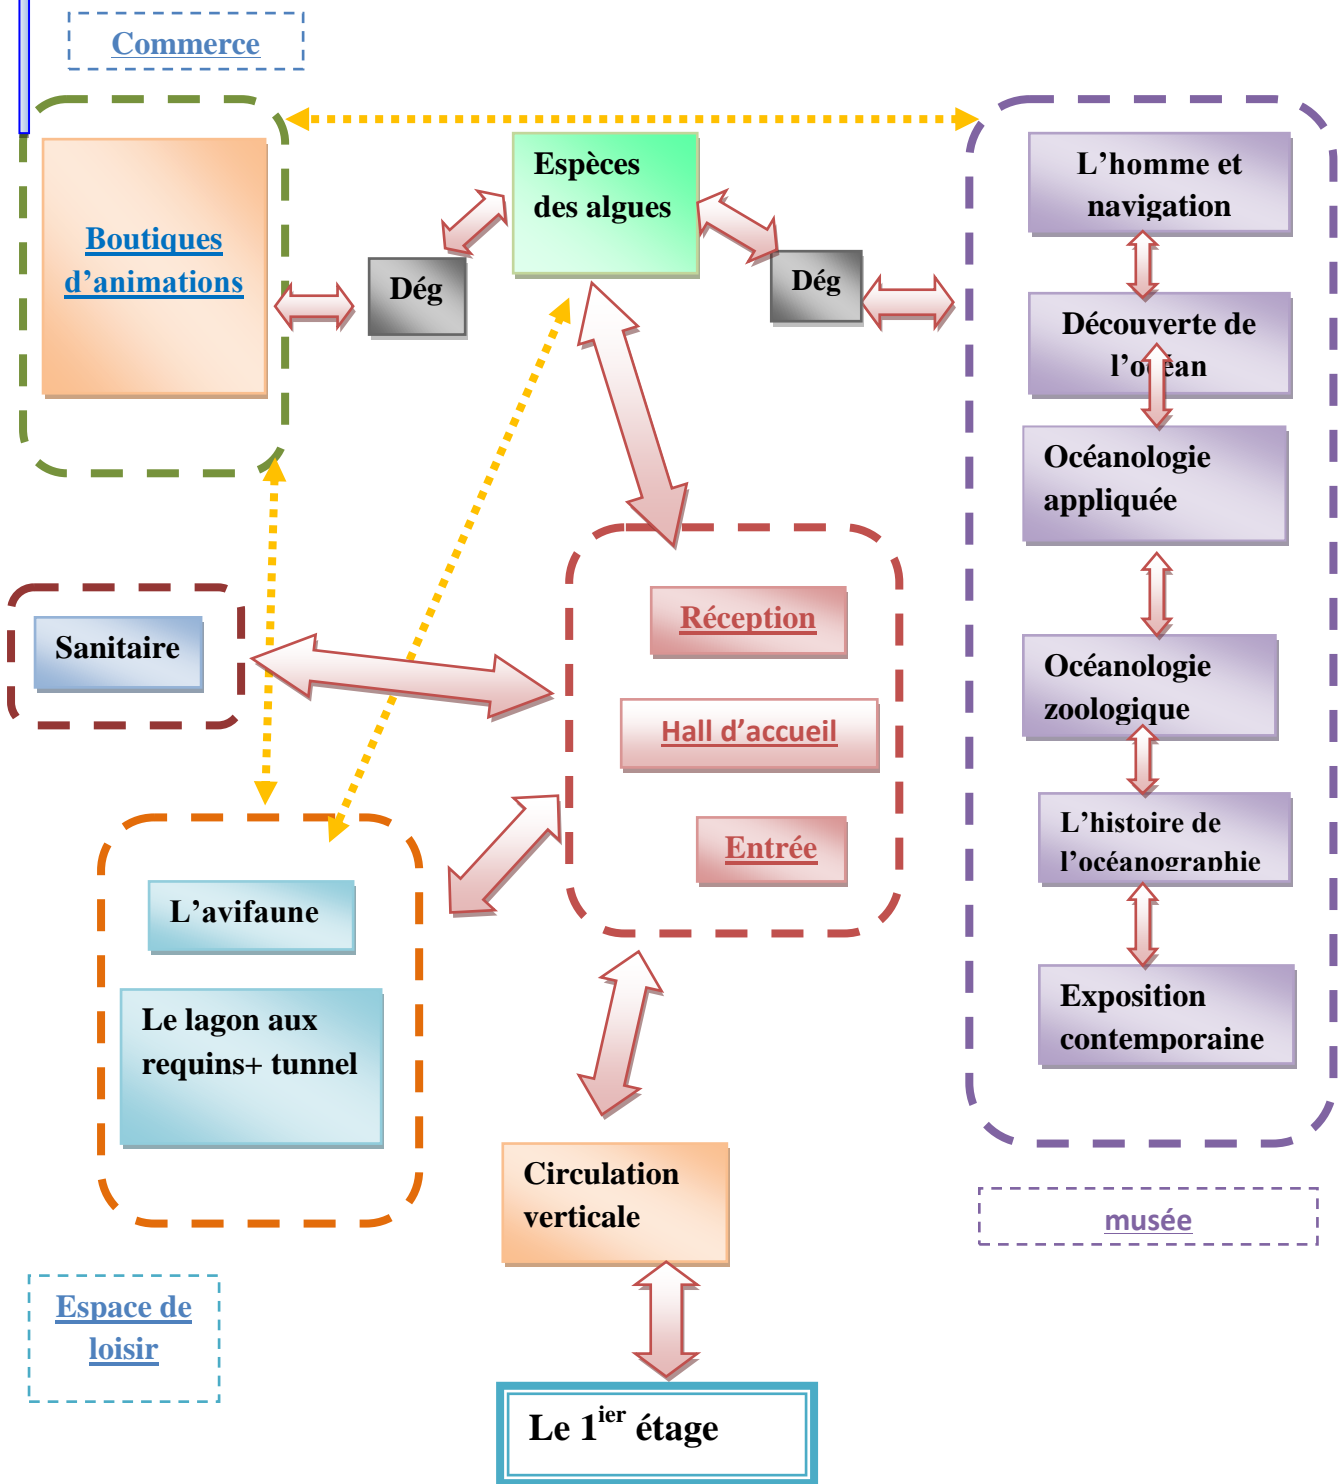 Commerce
Boutiques
d'animations
Dég
Espèces
des algues
Dég
L'homme et
navigation
Découverte de
l'océan
Océanologie
appliquée
Océanologie
zoologique
L'histoire de
l'océanographie
Exposition
contemporaine
musée
Sanitaire
Réception
Hall d'accueil
Entrée
L'avifaune
Le lagon aux
requins+ tunnel
Circulation
verticale
Espace de
loisir
Le 1ier étage